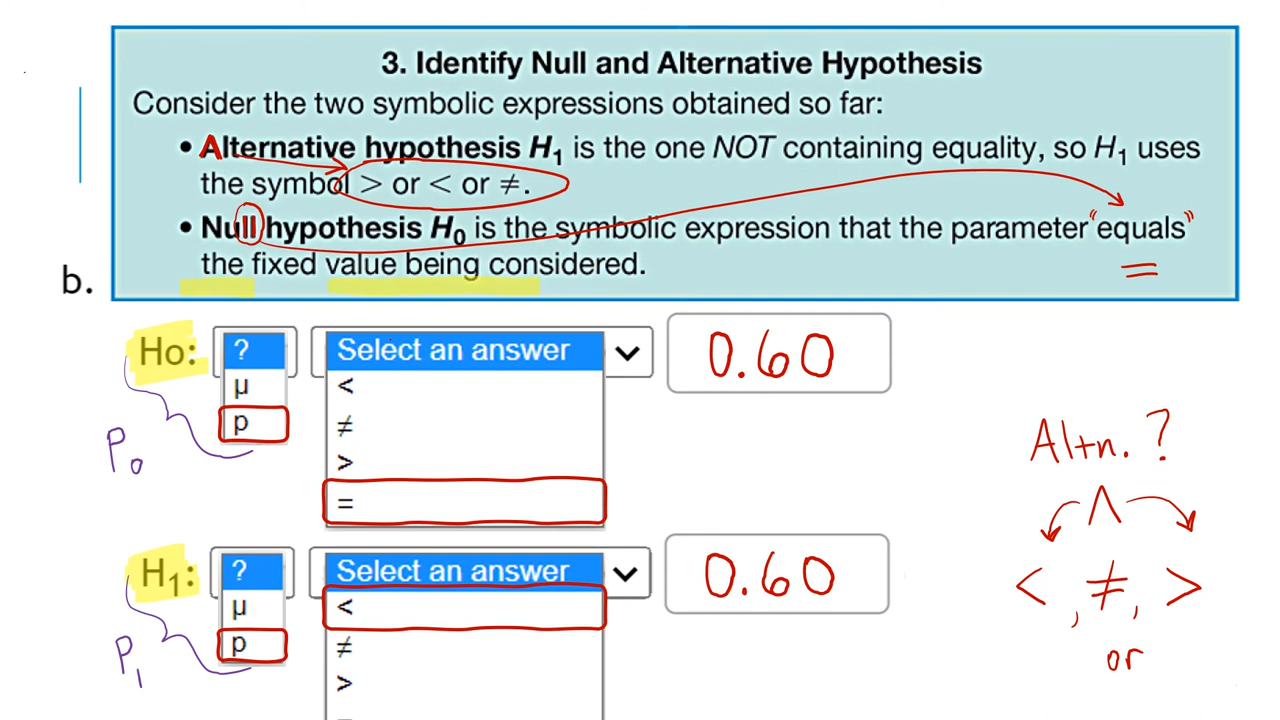 3. Identify Null and Alternative Hypothesis
Consider the two symbolic expressions obtained so far:
• Alternative hypothesis H₁ is the one NOT containing equality, so H₁ uses
the symbol > or < or ≠.
• Null hypothesis H₀ is the symbolic expression that the parameter "equals"
the fixed value being considered.
=
b.
Ho: ? Select an answer 0.60
μ <
p ≠
>
=
P₀
H₁: ? Select an answer 0.60
μ <
p ≠
>
=
P₁
Altn. ?
Λ
<, ≠, >
or